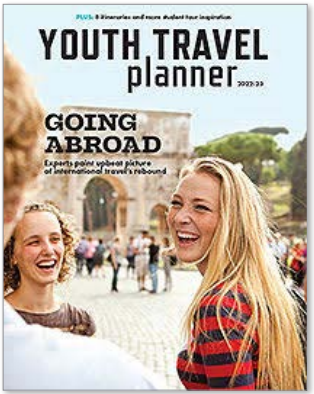 PLUS: 8 itineraries and more student tour inspiration
YOUTH TRAVEL
planner 2022-23
GOING
ABROAD
Experts paint upbeat picture
of international travel's rebound